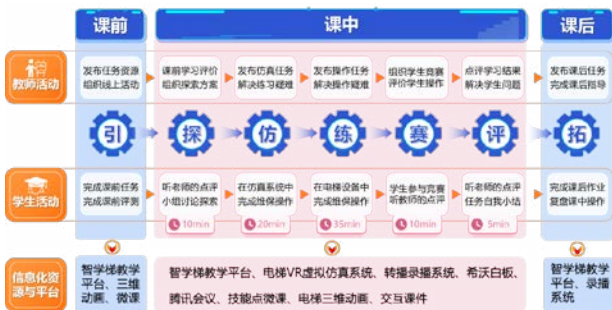 课前
课中
课后
教师活动
发布任务资源
组织线上活动
课前学习评价
组织探索方案
发布仿真任务
解决练习疑难
发布操作任务
解决操作疑难
组织学生竞赛
评价学生操作
点评学习结果
解决学生问题
发布课后任务
完成课后指导
引
探
仿
练
赛
评
拓
学生活动
完成课前任务
完成课前评测
听老师的点评
小组讨论探索
在仿真系统中
完成维保操作
在电梯设备中
完成维保操作
学生参与竞赛
听教师的点评
听老师的点评
任务自我小结
完成课后作业
复盘课中操作
10min
20min
35min
10min
5min
信息化资
源与平台
智学梯教学
平台、三维
动画、微课
智学梯教学平台、电梯VR虚拟仿真系统、转播录播系统、希沃白板、
腾讯会议、技能点微课、电梯三维动画、交互课件
智学梯教学
平台、录播
系统